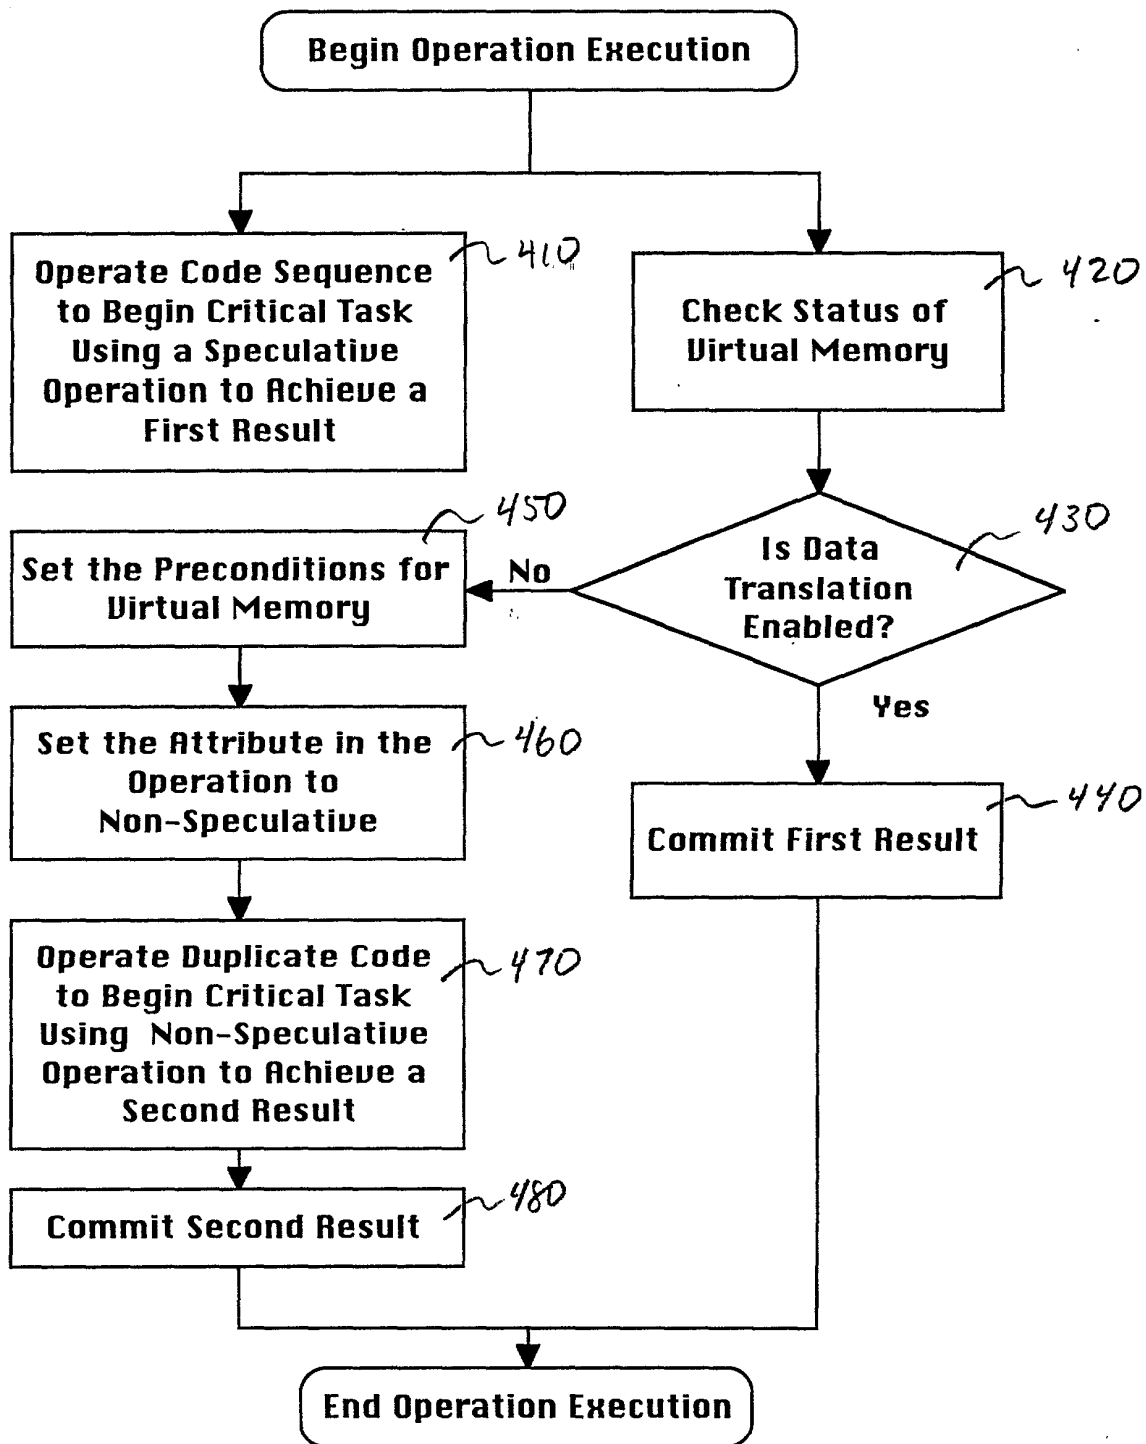 Begin Operation Execution
Operate Code Sequence
to Begin Critical Task
Using a Speculative
Operation to Achieve a
First Result
410
Check Status of
Virtual Memory
420
Is Data
Translation
Enabled?
430
No
Yes
Set the Preconditions for
Virtual Memory
450
Set the Attribute in the
Operation to
Non-Speculative
460
Commit First Result
440
Operate Duplicate Code
to Begin Critical Task
Using Non-Speculative
Operation to Achieve a
Second Result
470
Commit Second Result
480
End Operation Execution